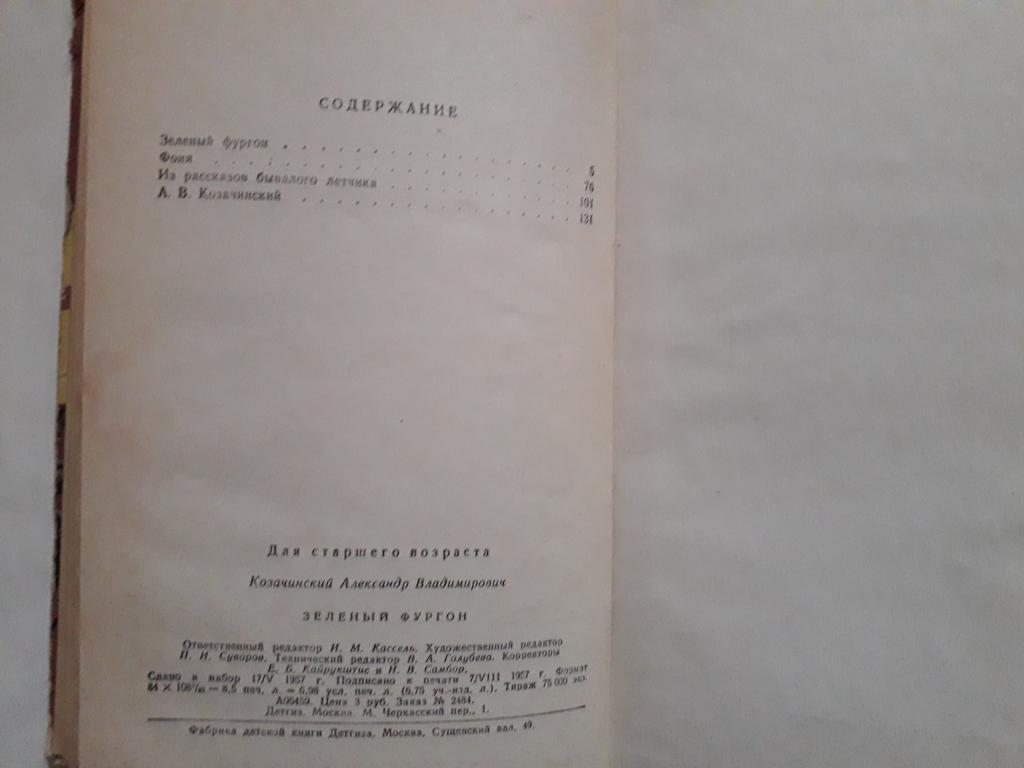 СОДЕРЖАНИЕ
Зеленый фургон . . . . . . . . . . . . . . . . 5
Фоня . . . . . . . . . . . . . . . . . . . 76
Из рассказов бывалого летчика . . . . . . . . . . 101
А. В. Козачинский . . . . . . . . . . . . . . . 131
Для старшего возраста
Козачинский Александр Владимирович
ЗЕЛЕНЫЙ ФУРГОН
Ответственный редактор И. М. Кассель. Художественный редактор
П. И. Суворов. Технический редактор В. А. Голубева. Корректоры
Е. Б. Кайрукштис и Н. В. Самбор.
Сдано в набор 17/V 1957 г. Подписано к печати 7/VIII 1957 г. Формат
84 × 108¹/₃₂ — 8,5 печ. л. = 6,98 усл. печ. л. (6,75 уч.-изд. л.). Тираж 75 000 экз.
А06459. Цена 3 руб. Заказ № 2484.
Детгиз. Москва. М. Черкасский пер., 1.
Фабрика детской книги Детгиза. Москва, Сущевский вал, 49.